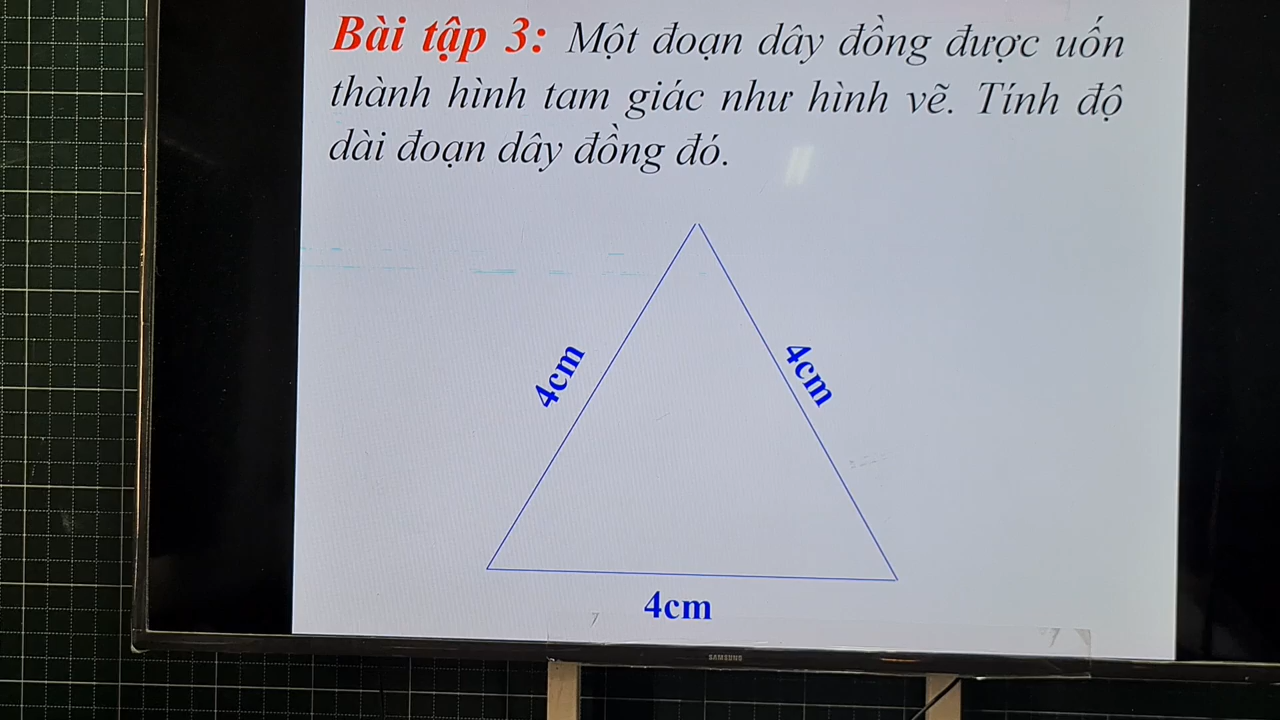 Bài tập 3: Một đoạn dây đồng được uốn
thành hình tam giác như hình vẽ. Tính độ
dài đoạn dây đồng đó.
4cm
4cm
4cm
SAMSUNG